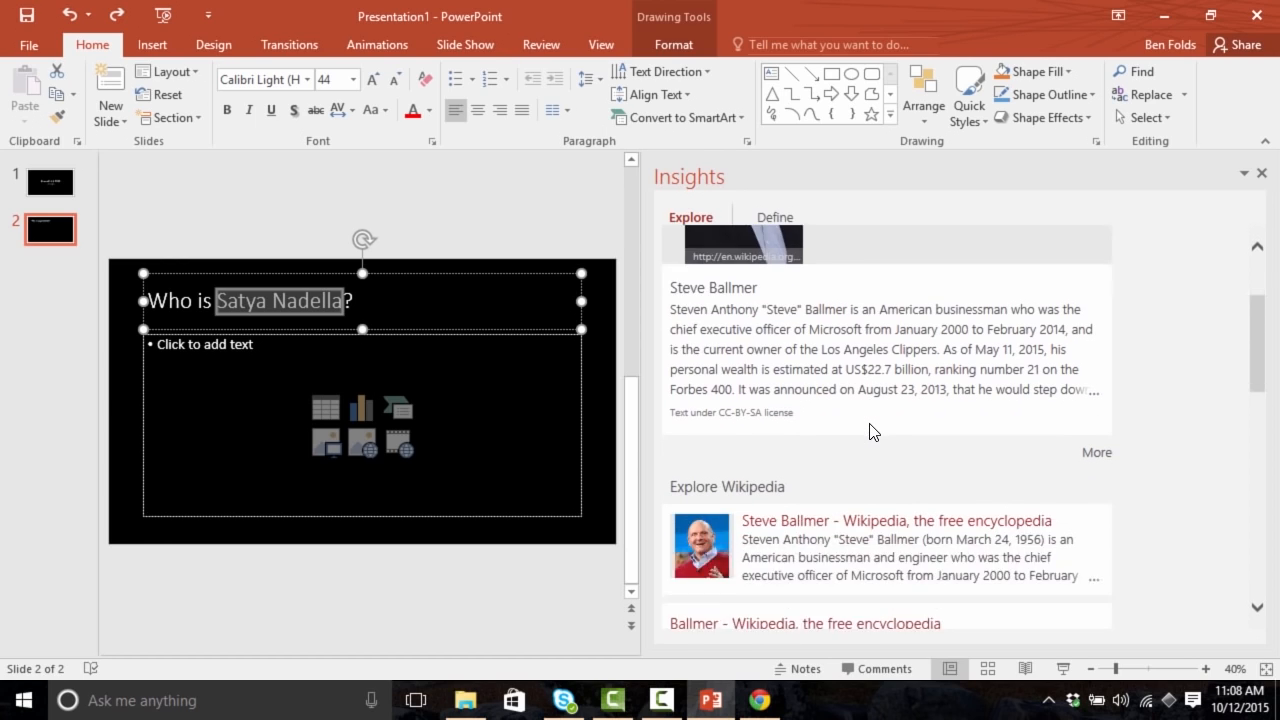 Presentation1 - PowerPoint
Drawing Tools
File
Home
Insert
Design
Transitions
Animations
Slide Show
Review
View
Format
Tell me what you want to do...
Ben Folds
Share
Paste
New
Slide
Layout
Reset
Section
Calibri Light (H
44
B I U S abc AV Aa A
Text Direction
Align Text
Convert to SmartArt
Arrange
Quick
Styles
Shape Fill
Shape Outline
Shape Effects
Find
Replace
Select
Clipboard
Slides
Font
Paragraph
Drawing
Editing
1
2
Who is Satya Nadella?
• Click to add text
Insights
Explore
Define
http://en.wikipedia.org...
Steve Ballmer
Steven Anthony "Steve" Ballmer is an American businessman who was the
chief executive officer of Microsoft from January 2000 to February 2014, and
is the current owner of the Los Angeles Clippers. As of May 11, 2015, his
personal wealth is estimated at US$22.7 billion, ranking number 21 on the
Forbes 400. It was announced on August 23, 2013, that he would step dow...
Text under CC-BY-SA license
More
Explore Wikipedia
Steve Ballmer - Wikipedia, the free encyclopedia
Steven Anthony "Steve" Ballmer (born March 24, 1956) is an
American businessman and engineer who was the chief
executive officer of Microsoft from January 2000 to February ...
Ballmer - Wikipedia, the free encyclopedia
Slide 2 of 2
Notes
Comments
40%
Ask me anything
11:08 AM
10/12/2015